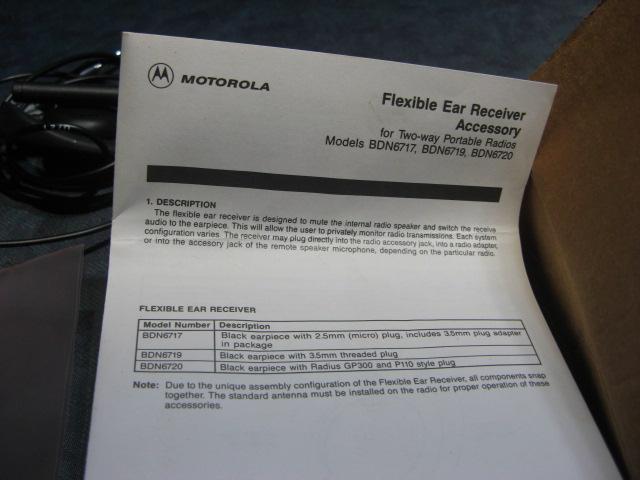 MOTOROLA
Flexible Ear Receiver
Accessory
for Two-way Portable Radios
Models BDN6717, BDN6719, BDN6720
1. DESCRIPTION
The flexible ear receiver is designed to mute the internal radio speaker and switch the receive
audio to the earpiece. This will allow the user to privately monitor radio transmissions. Each system
configuration varies. The receiver may plug directly into the radio accessory jack, into a radio adapter,
or into the accesory jack of the remote speaker microphone, depending on the particular radio.
FLEXIBLE EAR RECEIVER
Model Number Description
BDN6717 Black earpiece with 2.5mm (micro) plug, includes 3.5mm plug adapter
in package
BDN6719 Black earpiece with 3.5mm threaded plug
BDN6720 Black earpiece with Radius GP300 and P110 style plug
Note: Due to the unique assembly configuration of the Flexible Ear Receiver, all components snap
together. The standard antenna must be installed on the radio for proper operation of these
accessories.